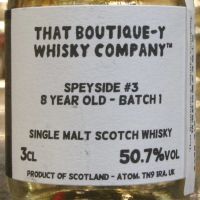 THAT BOUTIQUE-Y
WHISKY COMPANY™
SPEYSIDE #3
8 YEAR OLD - BATCH 1
SINGLE MALT SCOTCH WHISKY
3CL 50.7%VOL
PRODUCT OF SCOTLAND - ATOM. TN9 1RA. UK